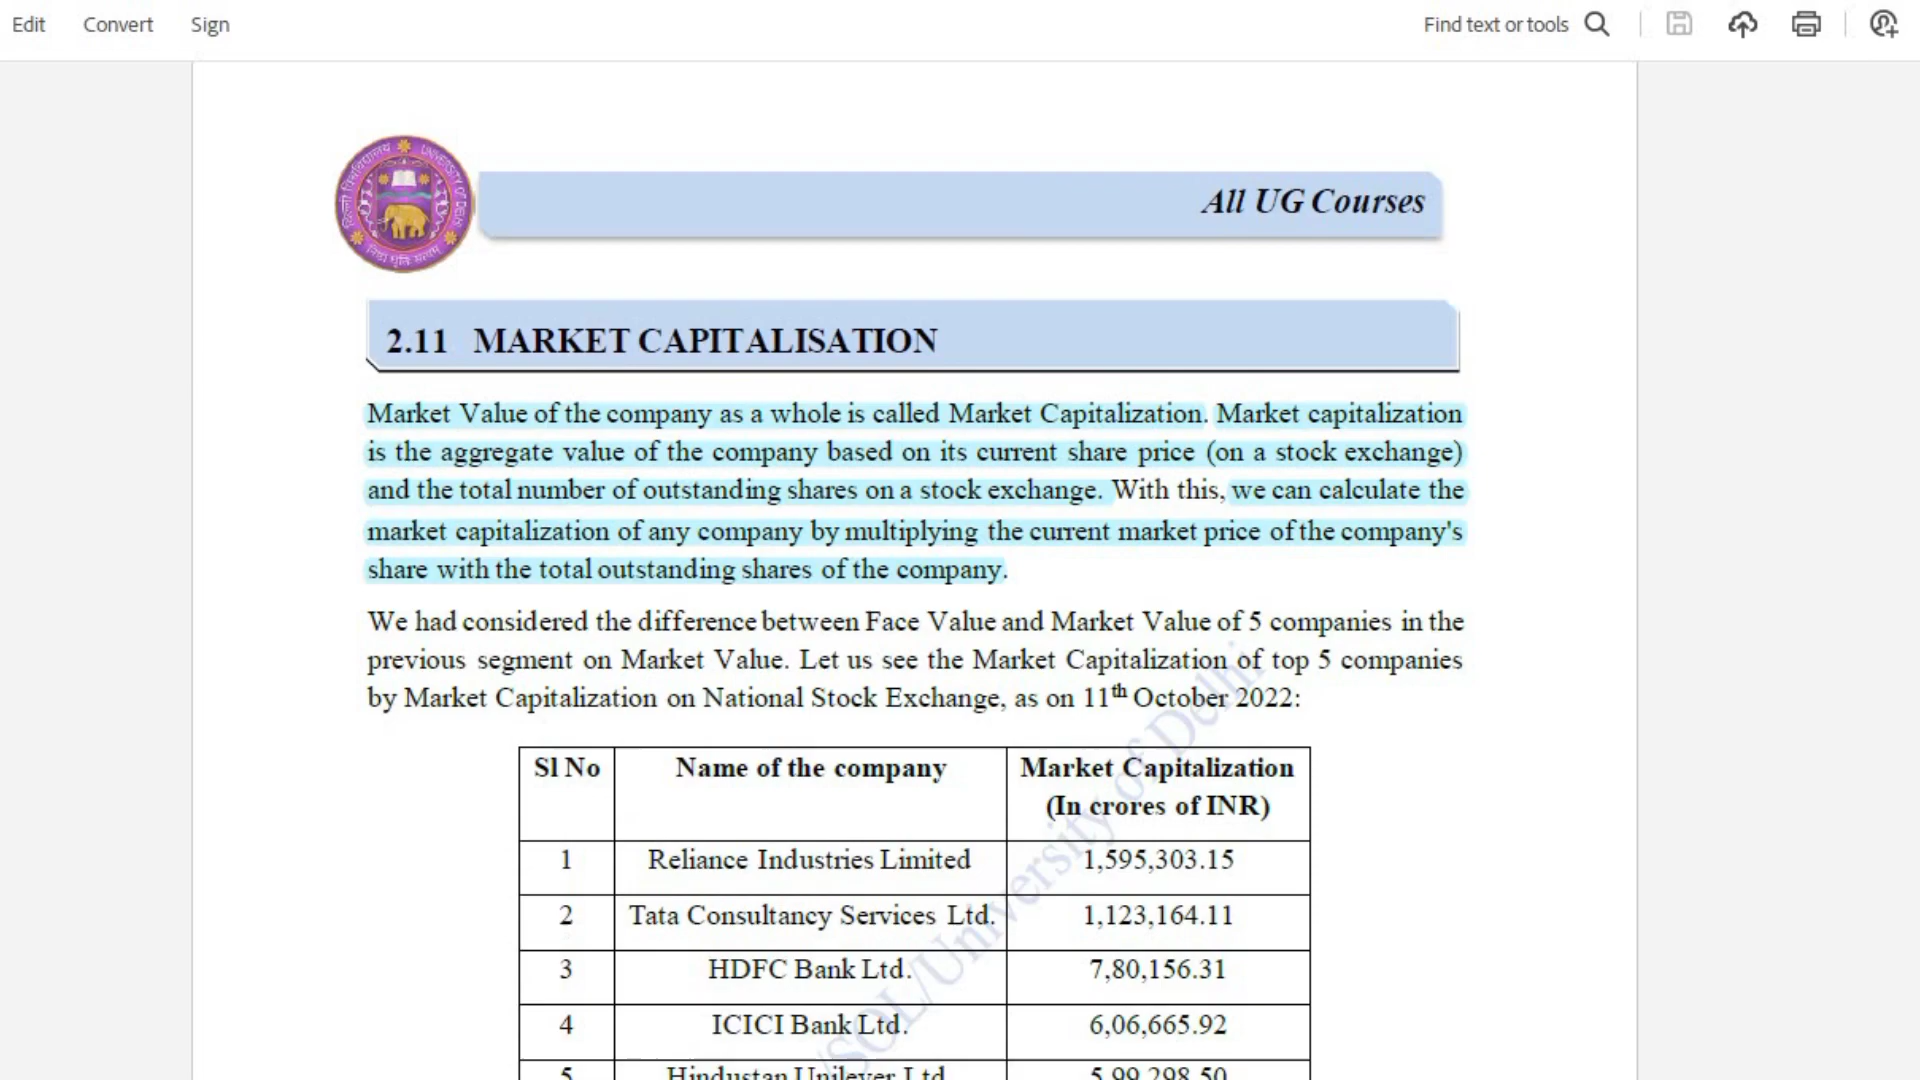 Edit Convert Sign Find text or tools
UNIVERSITY OF DELHI
All UG Courses
2.11 MARKET CAPITALISATION
Market Value of the company as a whole is called Market Capitalization. Market capitalization
is the aggregate value of the company based on its current share price (on a stock exchange)
and the total number of outstanding shares on a stock exchange. With this, we can calculate the
market capitalization of any company by multiplying the current market price of the company's
share with the total outstanding shares of the company.
We had considered the difference between Face Value and Market Value of 5 companies in the
previous segment on Market Value. Let us see the Market Capitalization of top 5 companies
by Market Capitalization on National Stock Exchange, as on 11th October 2022:
Sl No Name of the company Market Capitalization
(In crores of INR)
1 Reliance Industries Limited 1,595,303.15
2 Tata Consultancy Services Ltd. 1,123,164.11
3 HDFC Bank Ltd. 7,80,156.31
4 ICICI Bank Ltd. 6,06,665.92
5 Hindustan Unilever Ltd 5,99,298.50
/SOL/University of Delhi